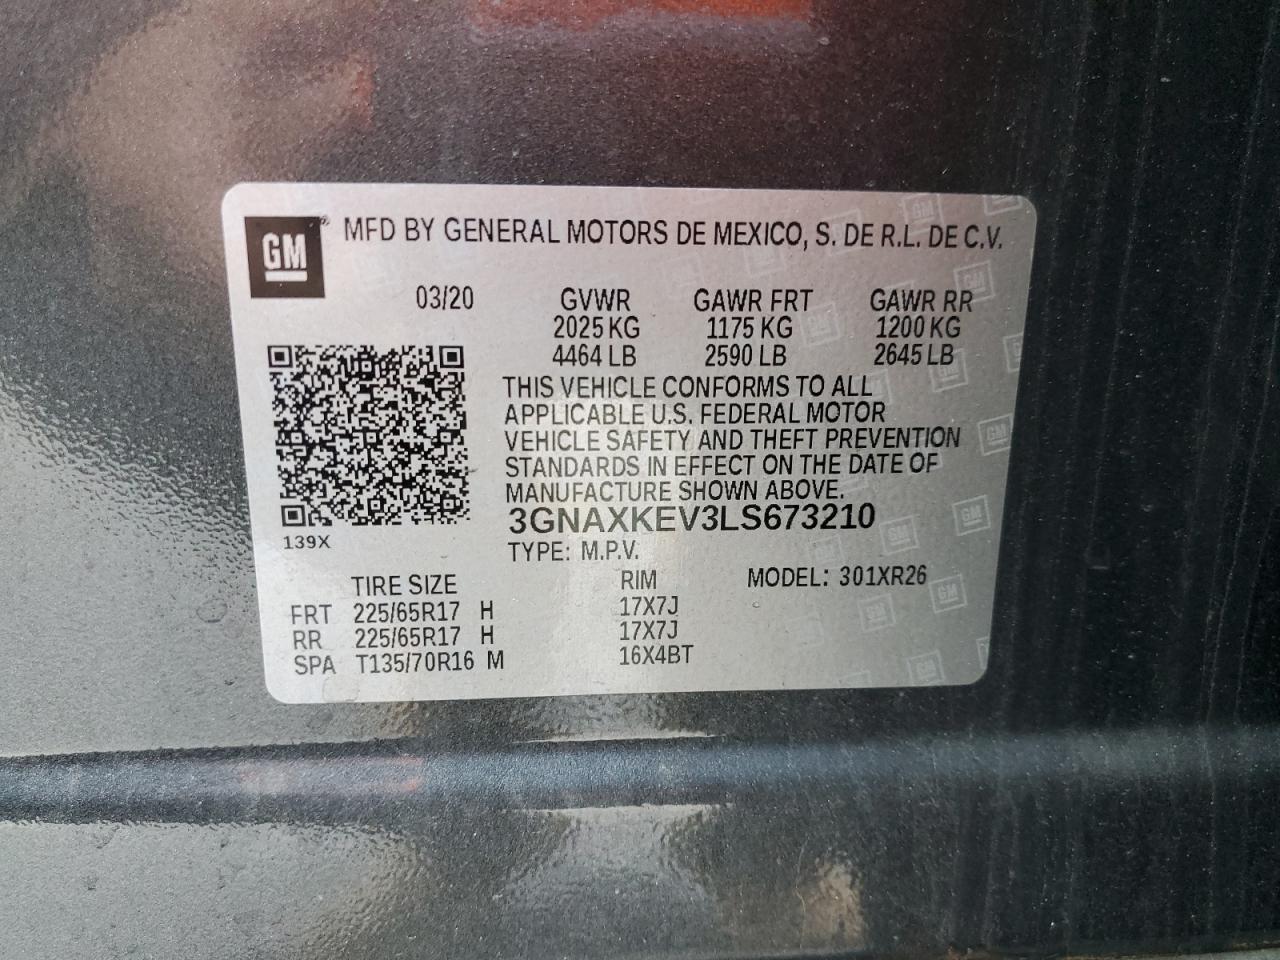 GM
MFD BY GENERAL MOTORS DE MEXICO, S. DE R.L. DE C.V.
03/20 GVWR GAWR FRT GAWR RR
2025 KG 1175 KG 1200 KG
4464 LB 2590 LB 2645 LB
THIS VEHICLE CONFORMS TO ALL
APPLICABLE U.S. FEDERAL MOTOR
VEHICLE SAFETY AND THEFT PREVENTION
STANDARDS IN EFFECT ON THE DATE OF
MANUFACTURE SHOWN ABOVE.
3GNAXKEV3LS673210
139X
TYPE: M.P.V.
TIRE SIZE RIM MODEL: 301XR26
FRT 225/65R17 H 17X7J
RR 225/65R17 H 17X7J
SPA T135/70R16 M 16X4BT